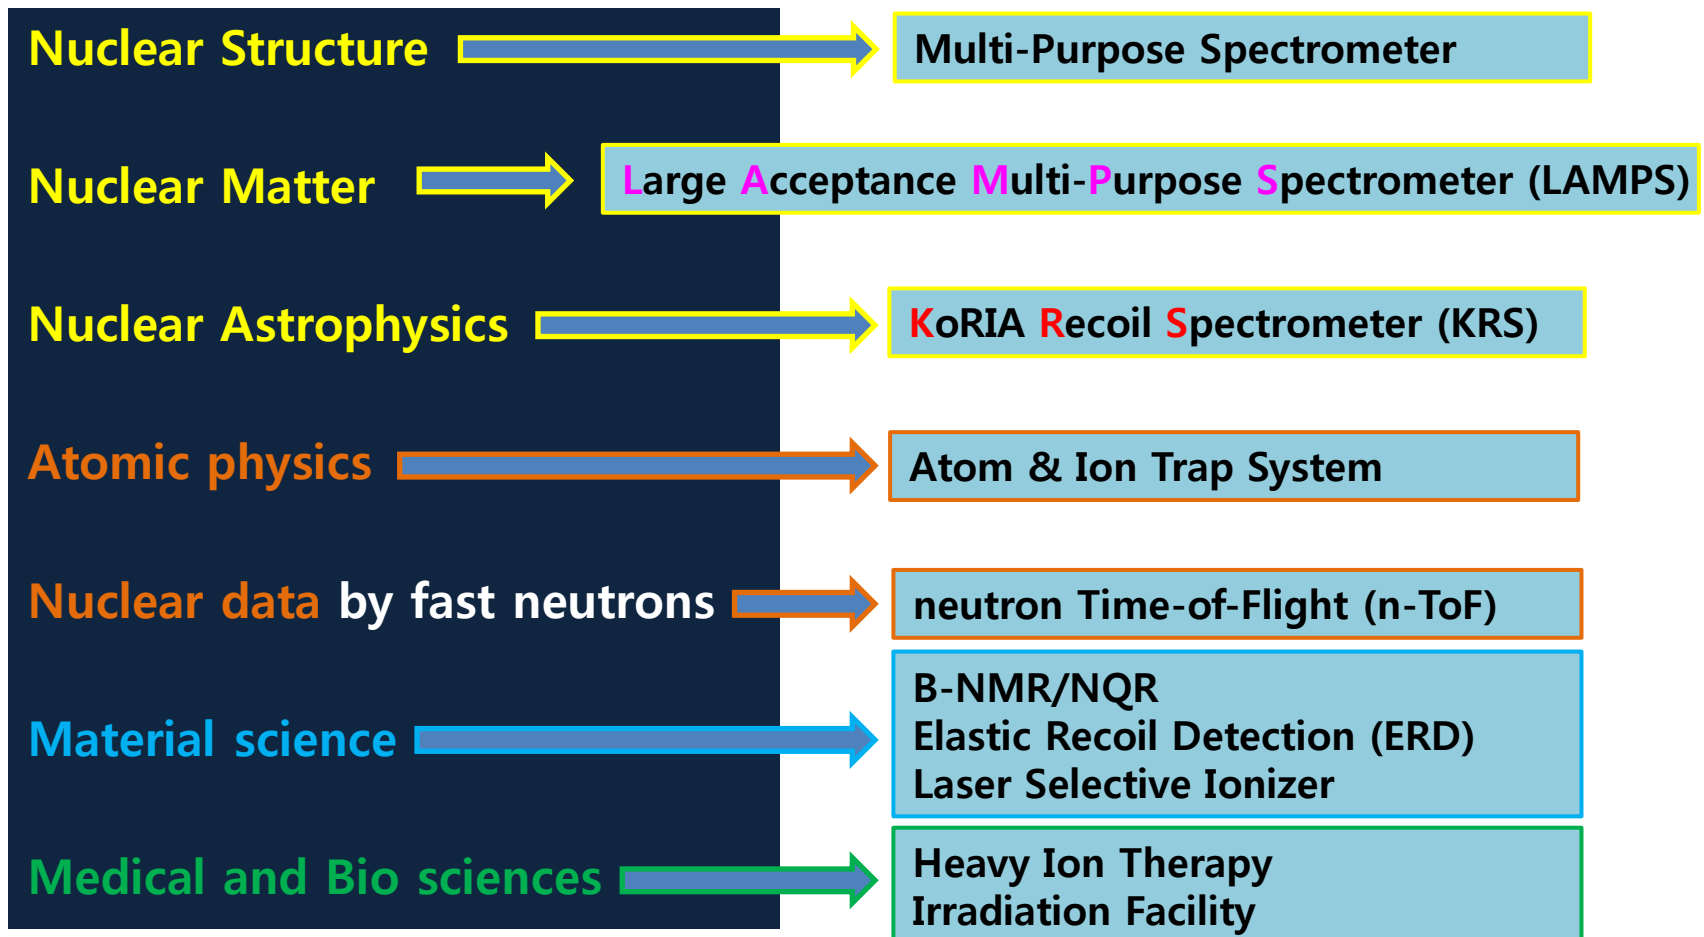 Nuclear Structure
Multi-Purpose Spectrometer
Nuclear Matter
Large Acceptance Multi-Purpose Spectrometer (LAMPS)
Nuclear Astrophysics
KoRIA Recoil Spectrometer (KRS)
Atomic physics
Atom & Ion Trap System
Nuclear data by fast neutrons
neutron Time-of-Flight (n-ToF)
Material science
B-NMR/NQR
Elastic Recoil Detection (ERD)
Laser Selective Ionizer
Medical and Bio sciences
Heavy Ion Therapy
Irradiation Facility